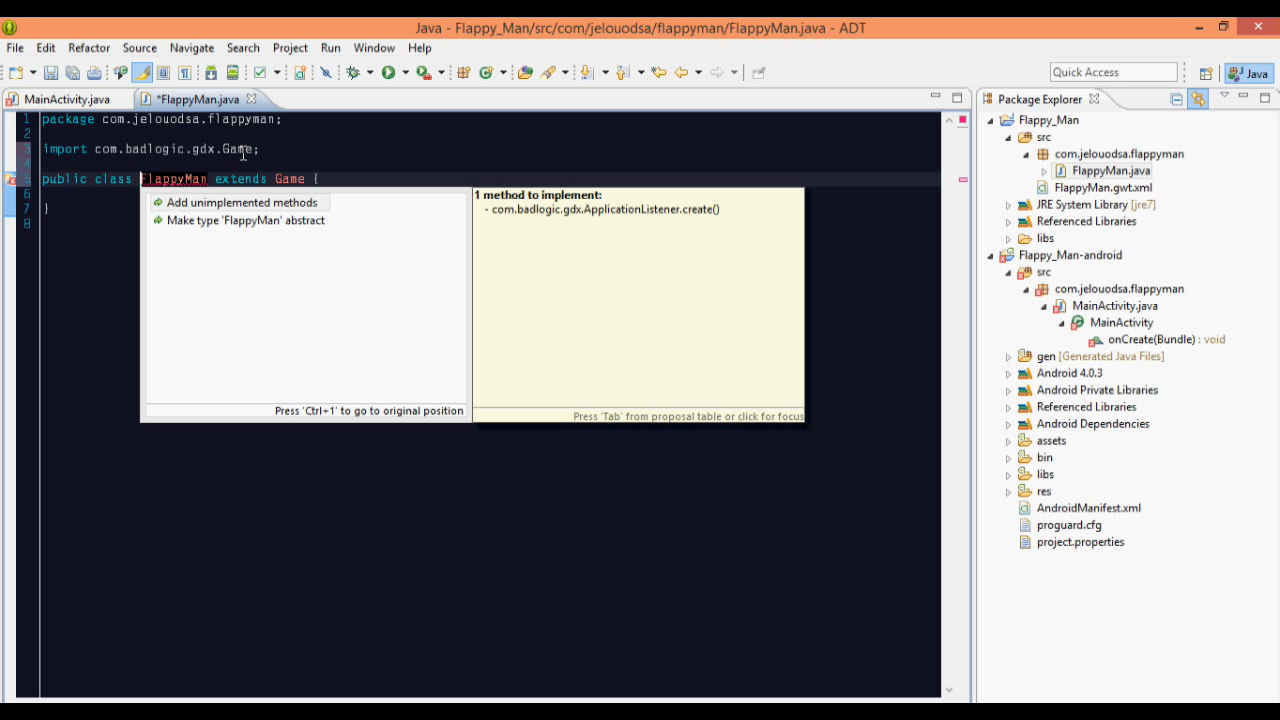 Java - Flappy_Man/src/com/jelouodsa/flappyman/FlappyMan.java - ADT
File Edit Refactor Source Navigate Search Project Run Window Help
Quick Access
Java
MainActivity.java
*FlappyMan.java
1 package com.jelouodsa.flappyman;
2
3 import com.badlogic.gdx.Game;
4
5 public class FlappyMan extends Game {
6
7 }
8
Add unimplemented methods
Make type 'FlappyMan' abstract
Press 'Ctrl+1' to go to original position
1 method to implement:
- com.badlogic.gdx.ApplicationListener.create()
Press 'Tab' from proposal table or click for focus
Package Explorer
Flappy_Man
src
com.jelouodsa.flappyman
FlappyMan.java
FlappyMan.gwt.xml
JRE System Library [jre7]
Referenced Libraries
libs
Flappy_Man-android
src
com.jelouodsa.flappyman
MainActivity.java
MainActivity
onCreate(Bundle) : void
gen [Generated Java Files]
Android 4.0.3
Android Private Libraries
Referenced Libraries
Android Dependencies
assets
bin
libs
res
AndroidManifest.xml
proguard.cfg
project.properties